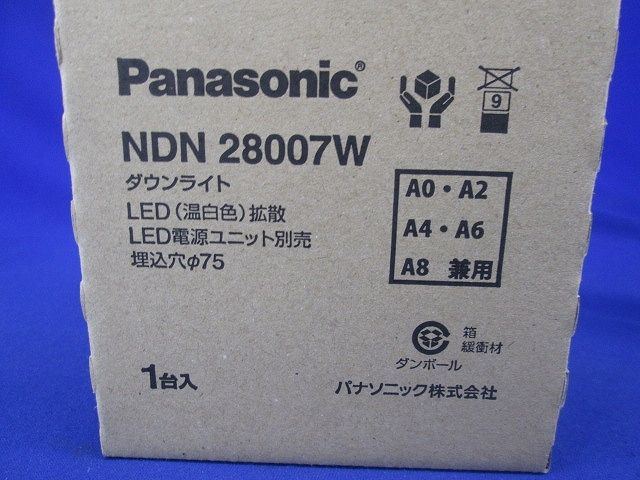 Panasonic®
NDN 28007W
ダウンライト
LED（温白色）拡散
LED電源ユニット別売
埋込穴φ75
1台入
9
A0・A2
A4・A6
A8 兼用
箱
緩衝材
ダンボール
パナソニック株式会社